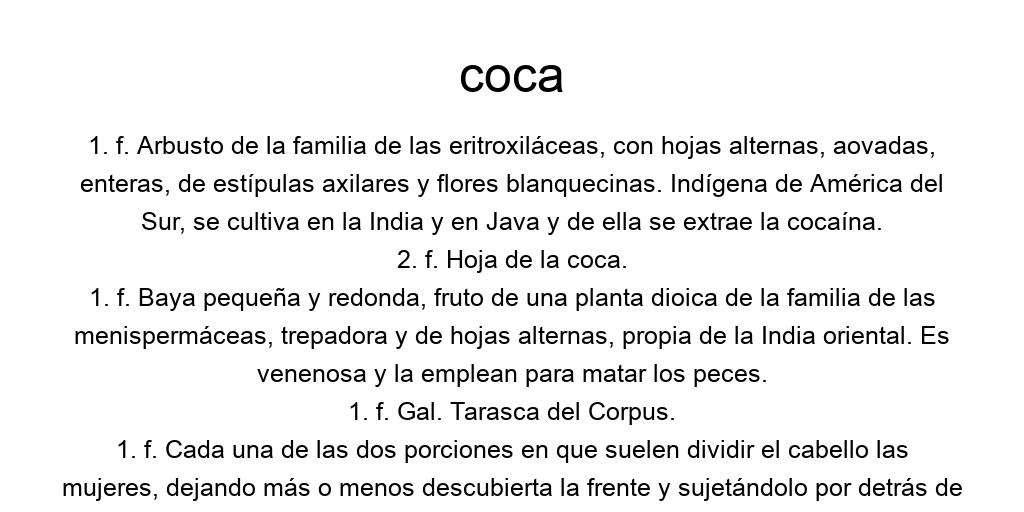 coca
1. f. Arbusto de la familia de las eritroxiláceas, con hojas alternas, aovadas,
enteras, de estípulas axilares y flores blanquecinas. Indígena de América del
Sur, se cultiva en la India y en Java y de ella se extrae la cocaína.
2. f. Hoja de la coca.
1. f. Baya pequeña y redonda, fruto de una planta dioica de la familia de las
menispermáceas, trepadora y de hojas alternas, propia de la India oriental. Es
venenosa y la emplean para matar los peces.
1. f. Gal. Tarasca del Corpus.
1. f. Cada una de las dos porciones en que suelen dividir el cabello las
mujeres, dejando más o menos descubierta la frente y sujetándolo por detrás de